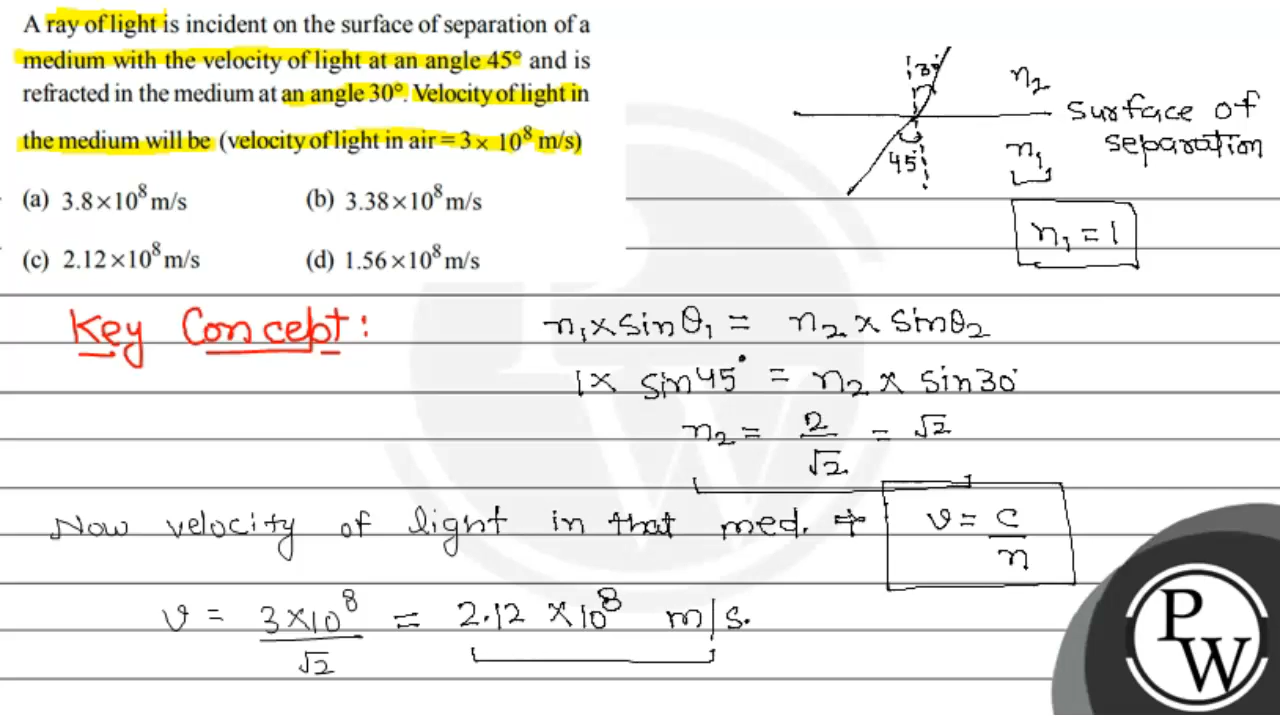 A ray of light is incident on the surface of separation of a
medium with the velocity of light at an angle 45° and is
refracted in the medium at an angle 30°. Velocity of light in
the medium will be (velocity of light in air = 3 × 10⁸ m/s)
(a) 3.8×10⁸ m/s (b) 3.38×10⁸ m/s
(c) 2.12×10⁸ m/s (d) 1.56×10⁸ m/s
30°
n₂
surface of
separation
45°
n₁
n₁ = 1
Key Concept:
n₁ × sinθ₁ = n₂ × sinθ₂
1 × sin45° = n₂ × sin30°
n₂ = 2/√2 = √2
Now velocity of light in that med. ⇒ v = c/n
v = 3×10⁸/√2 = 2.12 × 10⁸ m/s.
PW